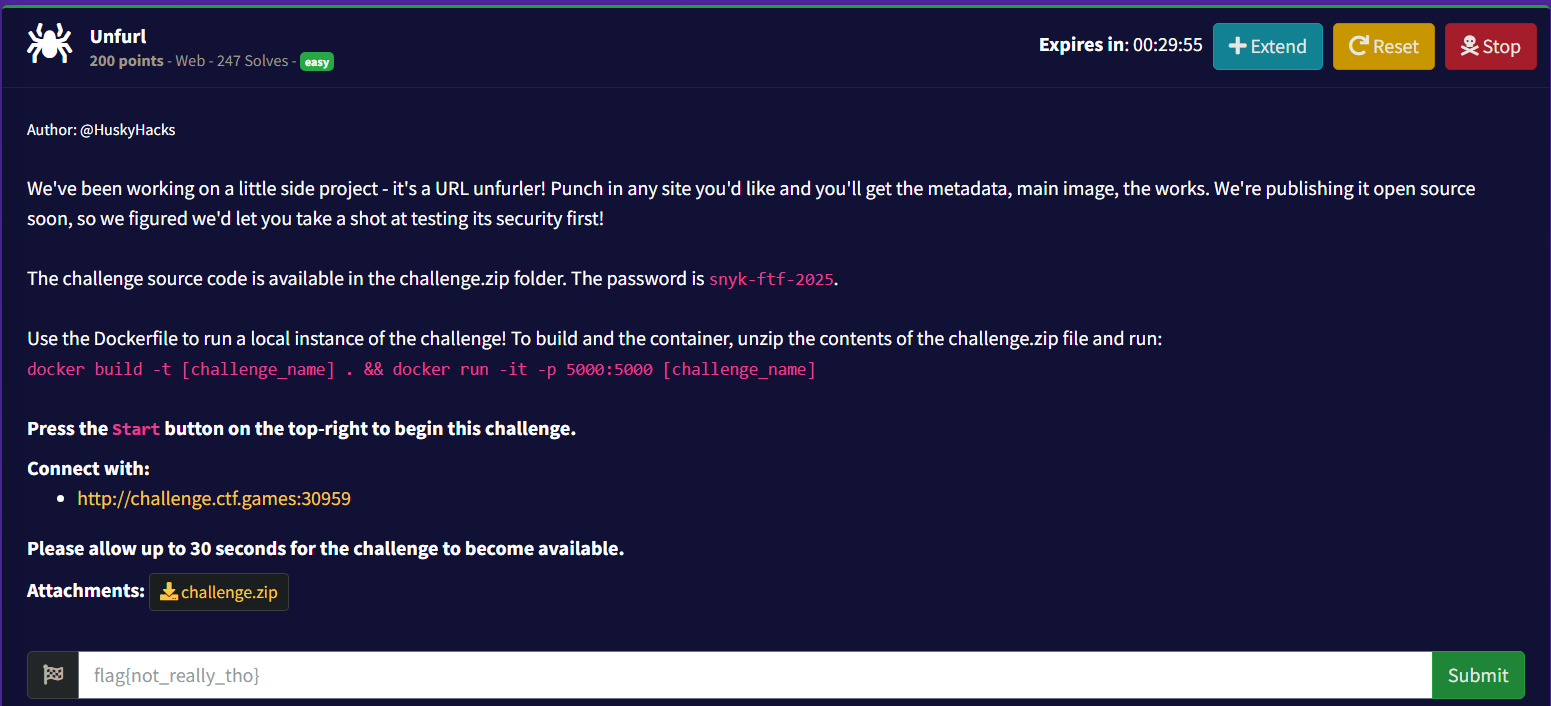 Unfurl
200 points - Web - 247 Solves - easy
Expires in: 00:29:55 Extend Reset Stop
Author: @HuskyHacks
We've been working on a little side project - it's a URL unfurler! Punch in any site you'd like and you'll get the metadata, main image, the works. We're publishing it open source
soon, so we figured we'd let you take a shot at testing its security first!
The challenge source code is available in the challenge.zip folder. The password is snyk-ftf-2025.
Use the Dockerfile to run a local instance of the challenge! To build and the container, unzip the contents of the challenge.zip file and run:
docker build -t [challenge_name] . && docker run -it -p 5000:5000 [challenge_name]
Press the Start button on the top-right to begin this challenge.
Connect with:
• http://challenge.ctf.games:30959
Please allow up to 30 seconds for the challenge to become available.
Attachments: challenge.zip
flag{not_really_tho} Submit